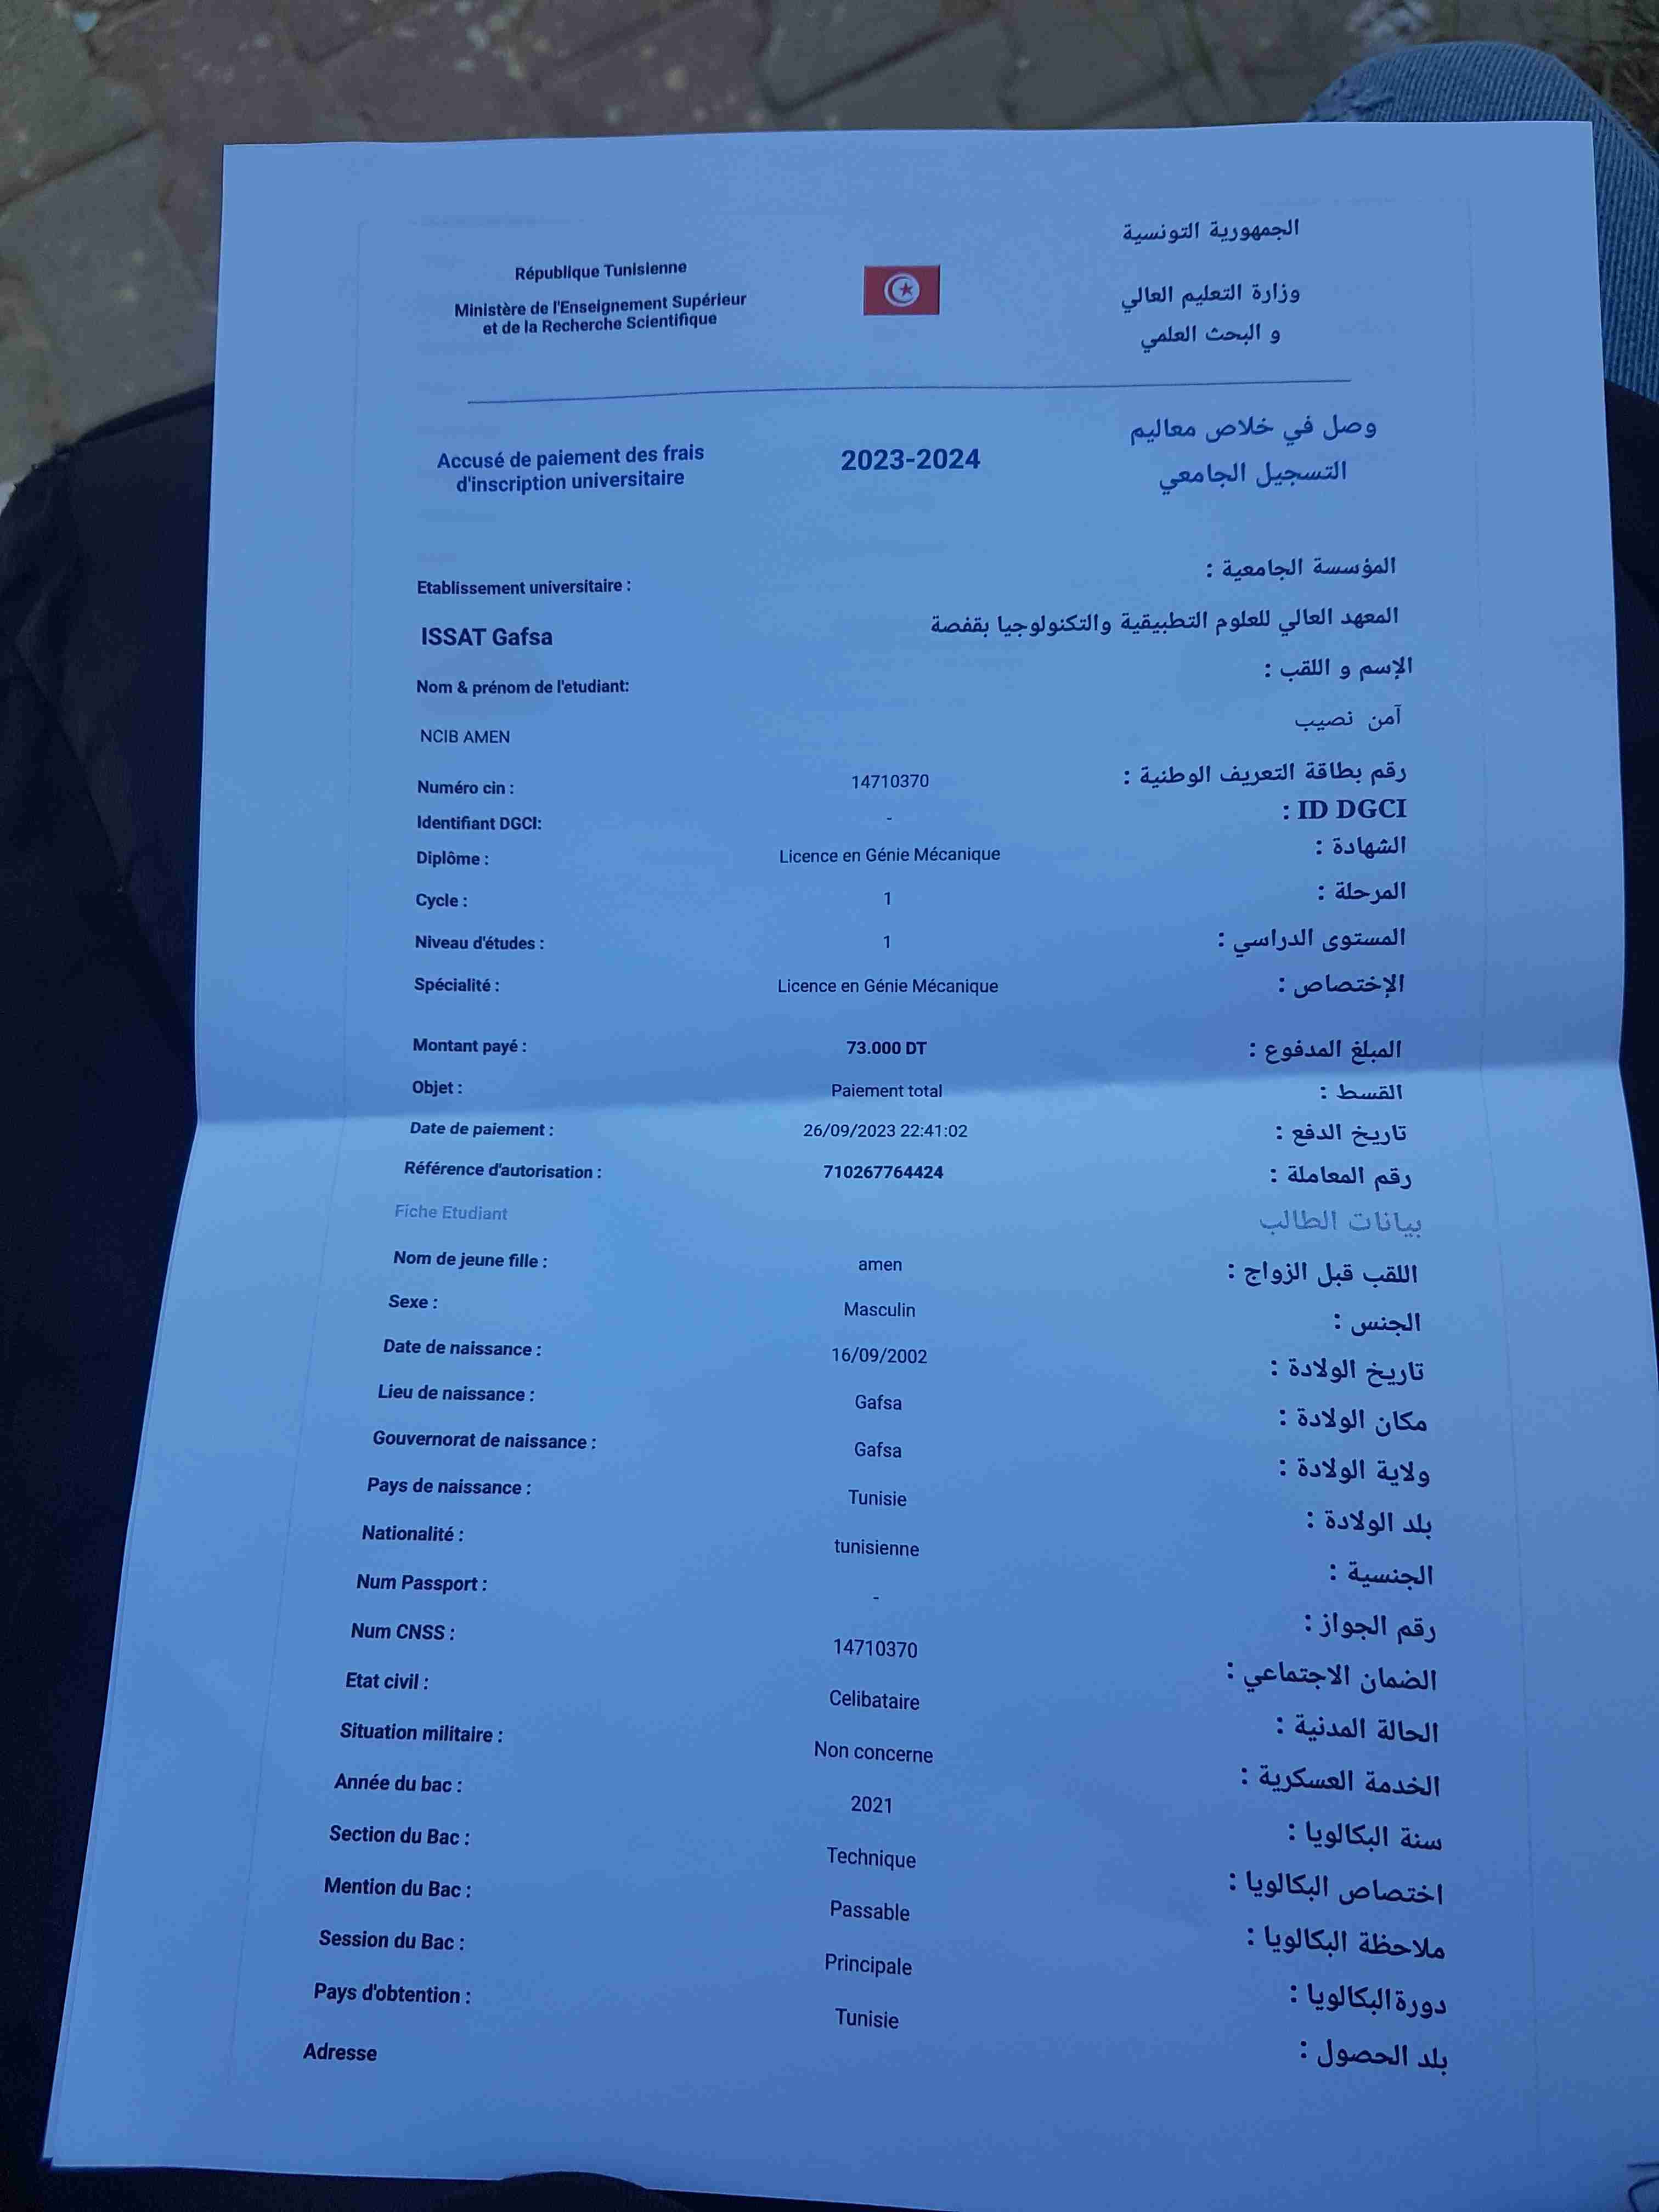 République Tunisienne
Ministère de l'Enseignement Supérieur
et de la Recherche Scientifique
الجمهورية التونسية
وزارة التعليم العالي
و البحث العلمي
Accusé de paiement des frais
d'inscription universitaire
2023-2024
وصل في خلاص معاليم
التسجيل الجامعي
Etablissement universitaire :
المؤسسة الجامعية :
ISSAT Gafsa
المعهد العالي للعلوم التطبيقية والتكنولوجيا بقفصة
Nom & prénom de l'etudiant:
الإسم و اللقب :
NCIB AMEN
آمن نصيب
Numéro cin : 14710370 رقم بطاقة التعريف الوطنية :
Identifiant DGCI: - ID DGCI :
Diplôme : Licence en Génie Mécanique الشهادة :
Cycle : 1 المرحلة :
Niveau d'études : 1 المستوى الدراسي :
Spécialité : Licence en Génie Mécanique الإختصاص :
Montant payé : 73.000 DT المبلغ المدفوع :
Objet : Paiement total القسط :
Date de paiement : 26/09/2023 22:41:02 تاريخ الدفع :
Référence d'autorisation : 710267764424 رقم المعاملة :
Fiche Etudiant بيانات الطالب
Nom de jeune fille : amen اللقب قبل الزواج :
Sexe : Masculin الجنس :
Date de naissance : 16/09/2002 تاريخ الولادة :
Lieu de naissance : Gafsa مكان الولادة :
Gouvernorat de naissance : Gafsa ولاية الولادة :
Pays de naissance : Tunisie بلد الولادة :
Nationalité : tunisienne الجنسية :
Num Passport : - رقم الجواز :
Num CNSS : 14710370 الضمان الاجتماعي :
Etat civil : Celibataire الحالة المدنية :
Situation militaire : Non concerne الخدمة العسكرية :
Année du bac : 2021 سنة البكالويا :
Section du Bac : Technique اختصاص البكالويا :
Mention du Bac : Passable ملاحظة البكالويا :
Session du Bac : Principale دورة البكالويا :
Pays d'obtention : Tunisie بلد الحصول :
Adresse